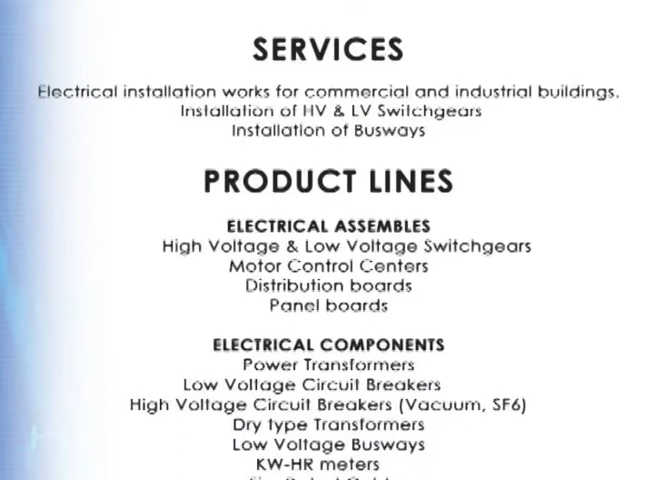 SERVICES
Electrical installation works for commercial and industrial buildings.
Installation of HV & LV Switchgears
Installation of Busways
PRODUCT LINES
ELECTRICAL ASSEMBLES
High Voltage & Low Voltage Switchgears
Motor Control Centers
Distribution boards
Panel boards
ELECTRICAL COMPONENTS
Power Transformers
Low Voltage Circuit Breakers
High Voltage Circuit Breakers (Vacuum, SF6)
Dry type Transformers
Low Voltage Busways
KW-HR meters